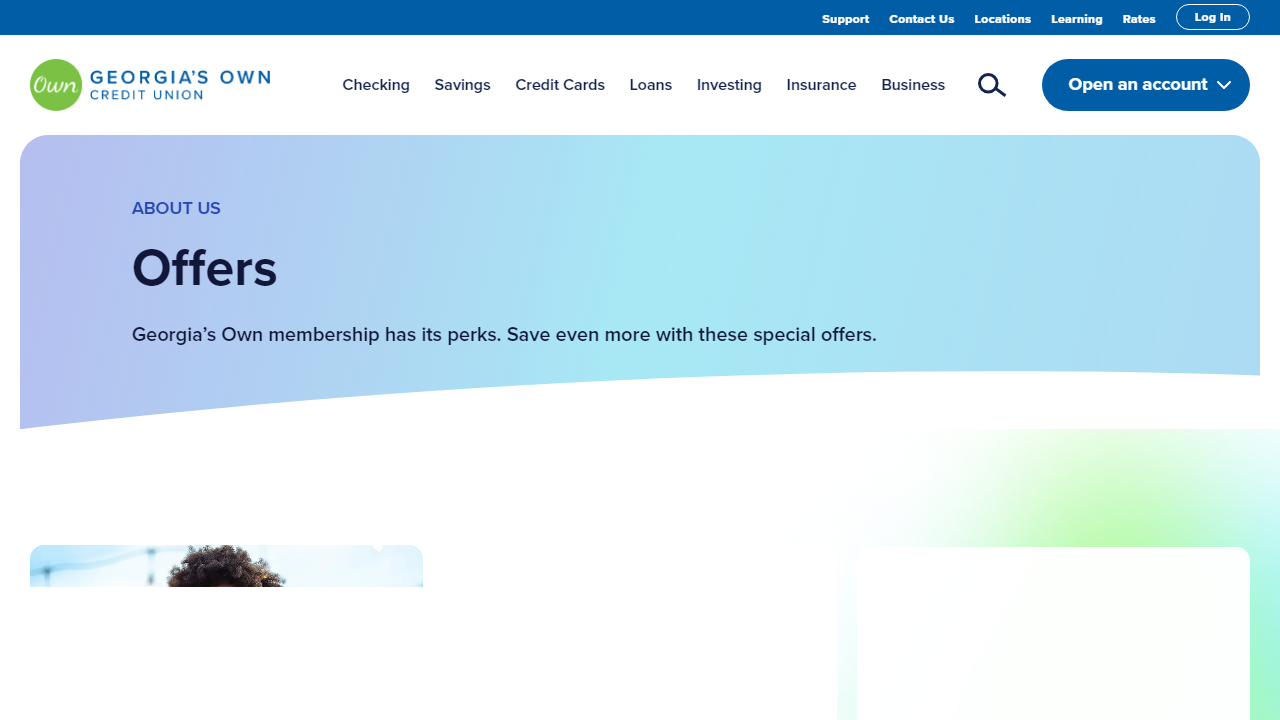 Support Contact Us Locations Learning Rates Log In
Own GEORGIA'S OWN
CREDIT UNION
Checking Savings Credit Cards Loans Investing Insurance Business Open an account
ABOUT US
Offers
Georgia’s Own membership has its perks. Save even more with these special offers.